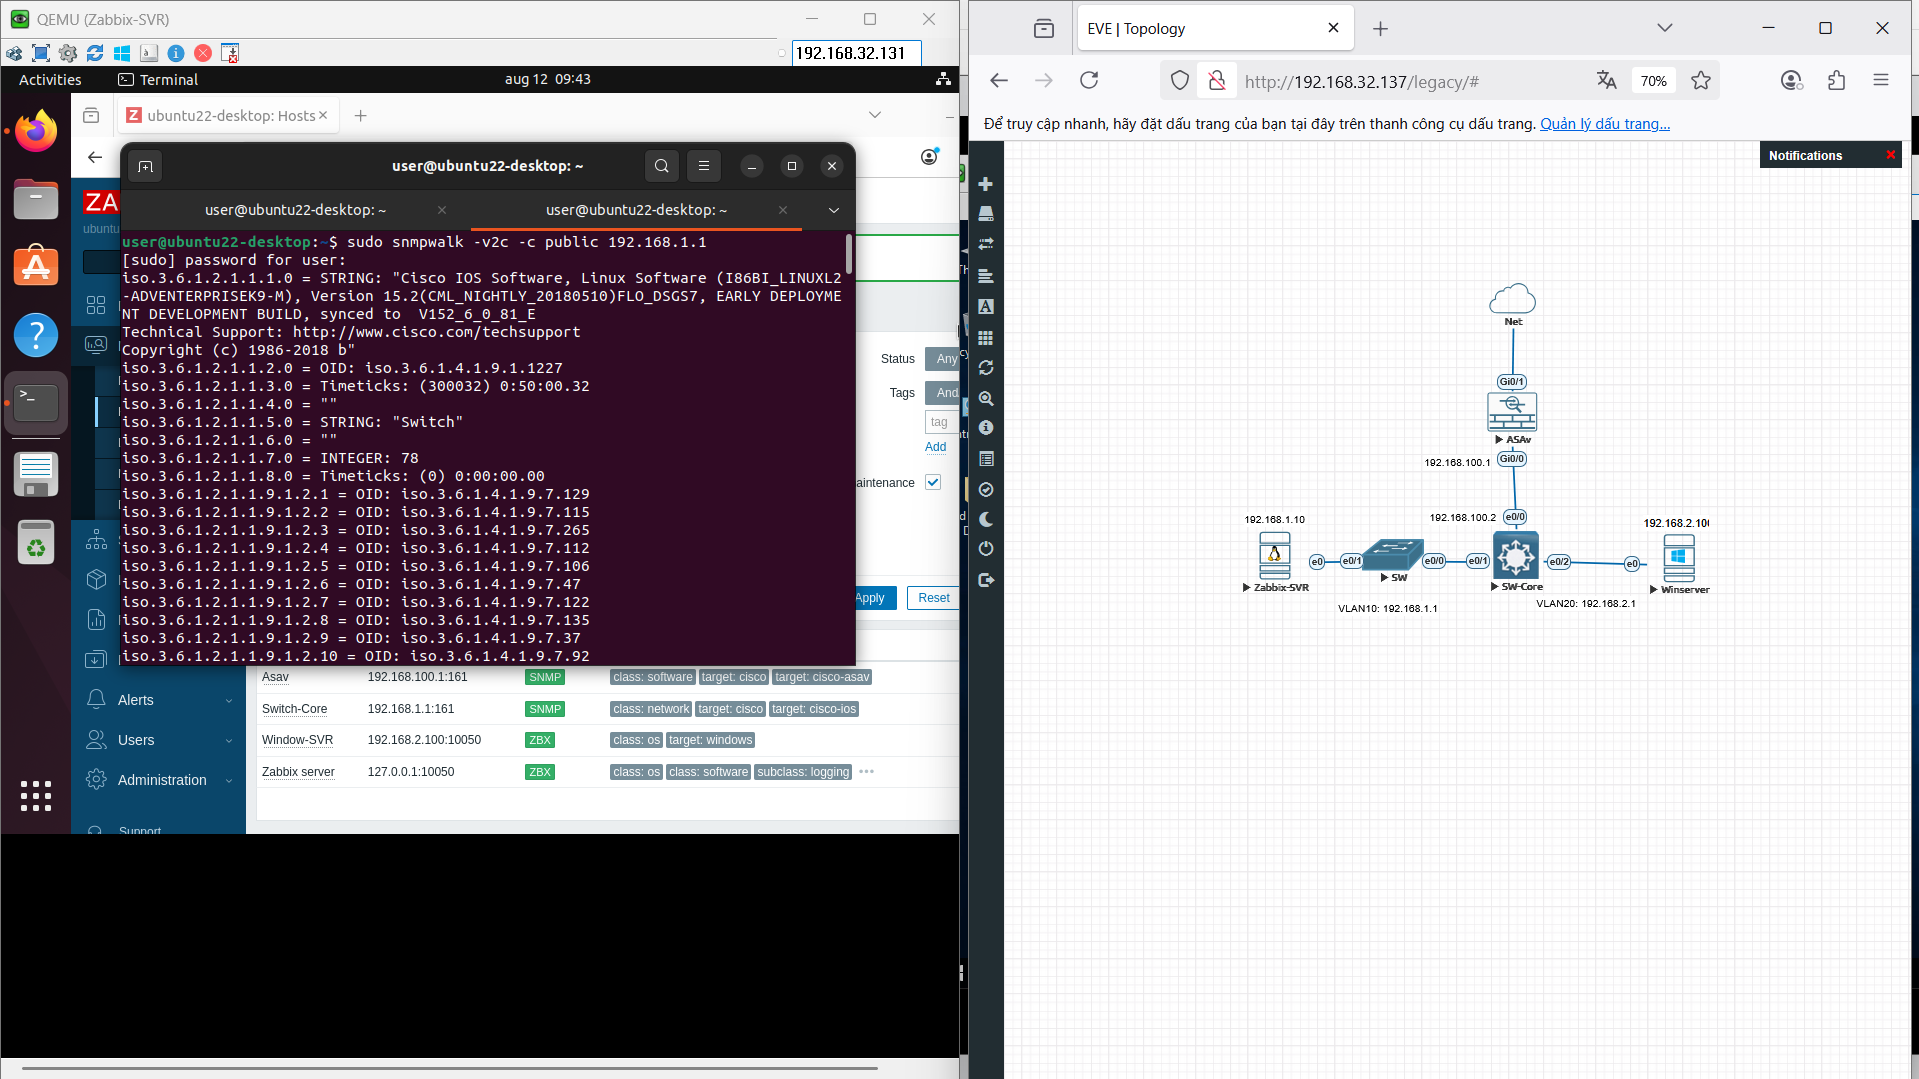 QEMU (Zabbix-SVR)
192.168.32.131
Activities
Terminal
aug 12 09:43
ubuntu22-desktop: Hosts
user@ubuntu22-desktop: ~
user@ubuntu22-desktop: ~
user@ubuntu22-desktop: ~
ZA
ubuntu
user@ubuntu22-desktop:~$ sudo snmpwalk -v2c -c public 192.168.1.1
[sudo] password for user:
iso.3.6.1.2.1.1.1.0 = STRING: "Cisco IOS Software, Linux Software (I86BI_LINUXL2
-ADVENTERPRISEK9-M), Version 15.2(CML_NIGHTLY_20180510)FLO_DSGS7, EARLY DEPLOYME
NT DEVELOPMENT BUILD, synced to  V152_6_0_81_E
Technical Support: http://www.cisco.com/techsupport
Copyright (c) 1986-2018 b"
iso.3.6.1.2.1.1.2.0 = OID: iso.3.6.1.4.1.9.1.1227
iso.3.6.1.2.1.1.3.0 = Timeticks: (300032) 0:50:00.32
iso.3.6.1.2.1.1.4.0 = ""
iso.3.6.1.2.1.1.5.0 = STRING: "Switch"
iso.3.6.1.2.1.1.6.0 = ""
iso.3.6.1.2.1.1.7.0 = INTEGER: 78
iso.3.6.1.2.1.1.8.0 = Timeticks: (0) 0:00:00.00
iso.3.6.1.2.1.1.9.1.2.1 = OID: iso.3.6.1.4.1.9.7.129
iso.3.6.1.2.1.1.9.1.2.2 = OID: iso.3.6.1.4.1.9.7.115
iso.3.6.1.2.1.1.9.1.2.3 = OID: iso.3.6.1.4.1.9.7.265
iso.3.6.1.2.1.1.9.1.2.4 = OID: iso.3.6.1.4.1.9.7.112
iso.3.6.1.2.1.1.9.1.2.5 = OID: iso.3.6.1.4.1.9.7.106
iso.3.6.1.2.1.1.9.1.2.6 = OID: iso.3.6.1.4.1.9.7.47
iso.3.6.1.2.1.1.9.1.2.7 = OID: iso.3.6.1.4.1.9.7.122
iso.3.6.1.2.1.1.9.1.2.8 = OID: iso.3.6.1.4.1.9.7.135
iso.3.6.1.2.1.1.9.1.2.9 = OID: iso.3.6.1.4.1.9.7.37
iso.3.6.1.2.1.1.9.1.2.10 = OID: iso.3.6.1.4.1.9.7.92
Status
Any
Tags
And
tag
Add
aintenance
Apply
Reset
Asav 192.168.100.1:161 SNMP class: software target: cisco target: cisco-asav
Switch-Core 192.168.1.1:161 SNMP class: network target: cisco target: cisco-ios
Window-SVR 192.168.2.100:10050 ZBX class: os target: windows
Zabbix server 127.0.0.1:10050 ZBX class: os class: software subclass: logging •••
Alerts
Users
Administration
Support
EVE | Topology
http://192.168.32.137/legacy/#
70%
Để truy cập nhanh, hãy đặt dấu trang của bạn tại đây trên thanh công cụ dấu trang. Quản lý dấu trang...
Notifications
Net
Gi0/1
ASAv
192.168.100.1
Gi0/0
192.168.100.2
e0/0
192.168.1.10
192.168.2.10
e0
e0/1
e0/0
e0/1
e0/2
e0
Zabbix-SVR
SW
SW-Core
Winserver
VLAN10: 192.168.1.1
VLAN20: 192.168.2.1